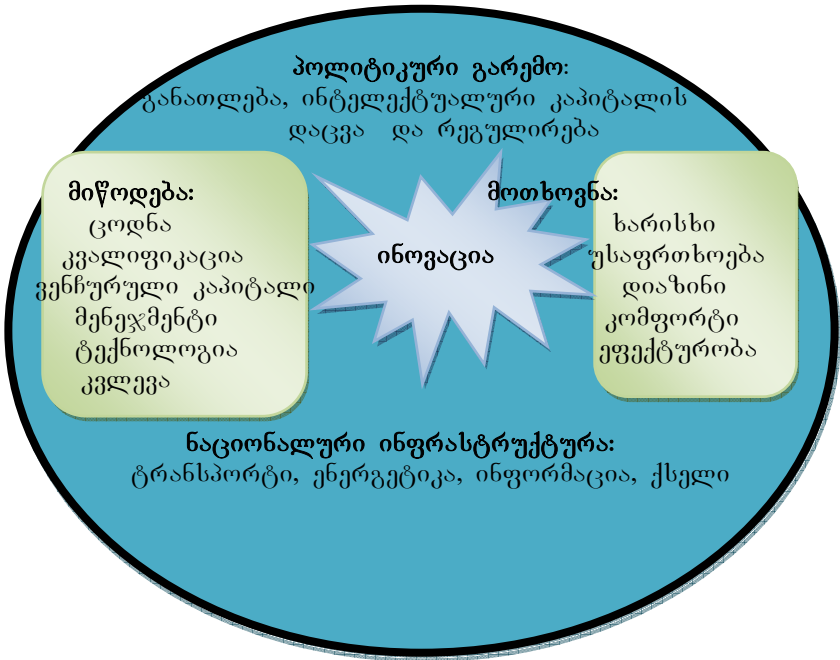 პოლიტიკური გარემო:
განათლება, ინტელექტუალური კაპიტალის
დაცვა და რეგულირება
მიწოდება:
ცოდნა
კვალიფიკაცია
ვენჩურული კაპიტალი
მენეჯმენტი
ტექნოლოგია
კვლევა
ინოვაცია
მოთხოვნა:
ხარისხი
უსაფრთხოება
დიაზინი
კომფორტი
ეფექტურობა
ნაციონალური ინფრასტრუქტურა:
ტრანსპორტი, ენერგეტიკა, ინფორმაცია, ქსელი